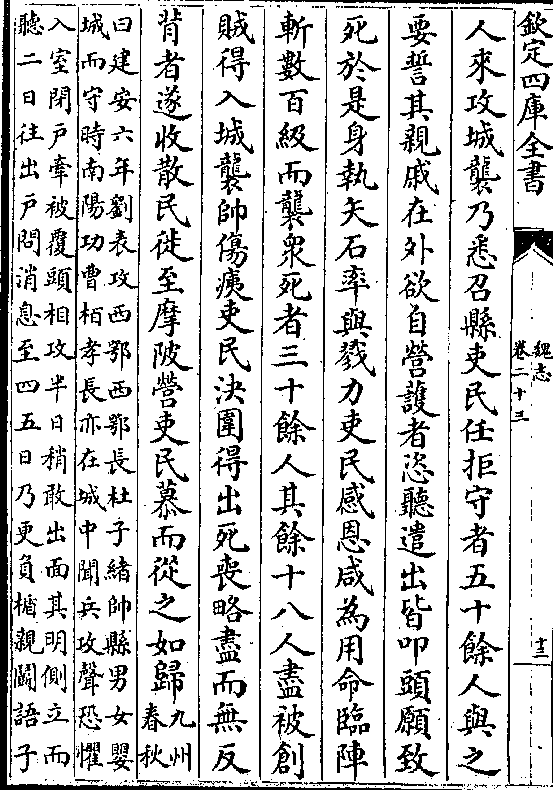 欽定四庫全書
魏志
卷二十三
十二
人來攻城襲乃悉召縣吏民任拒守者五十餘人與之
要誓其親戚在外欲自營護者恣聽遣出皆叩頭願致
死於是身執矢石率與戮力吏民感恩咸為用命臨陣
斬數百級而襲衆死者三十餘人其餘十八人盡被創
賊得入城襲帥傷痍吏民決圍得出死喪略盡而無反
背者遂收散民徙至摩陂營吏民慕而從之如歸九州
春秋
曰建安六年劉表攻西鄂西鄂長杜子緒帥縣男女嬰
城而守時南陽功曹栢孝長亦在城中聞兵攻聲恐懼
入室閉戶牽被覆頭相攻半日稍敢出面其明側立而
聽二日往出戶問消息至四五日乃更負楯親鬬語子